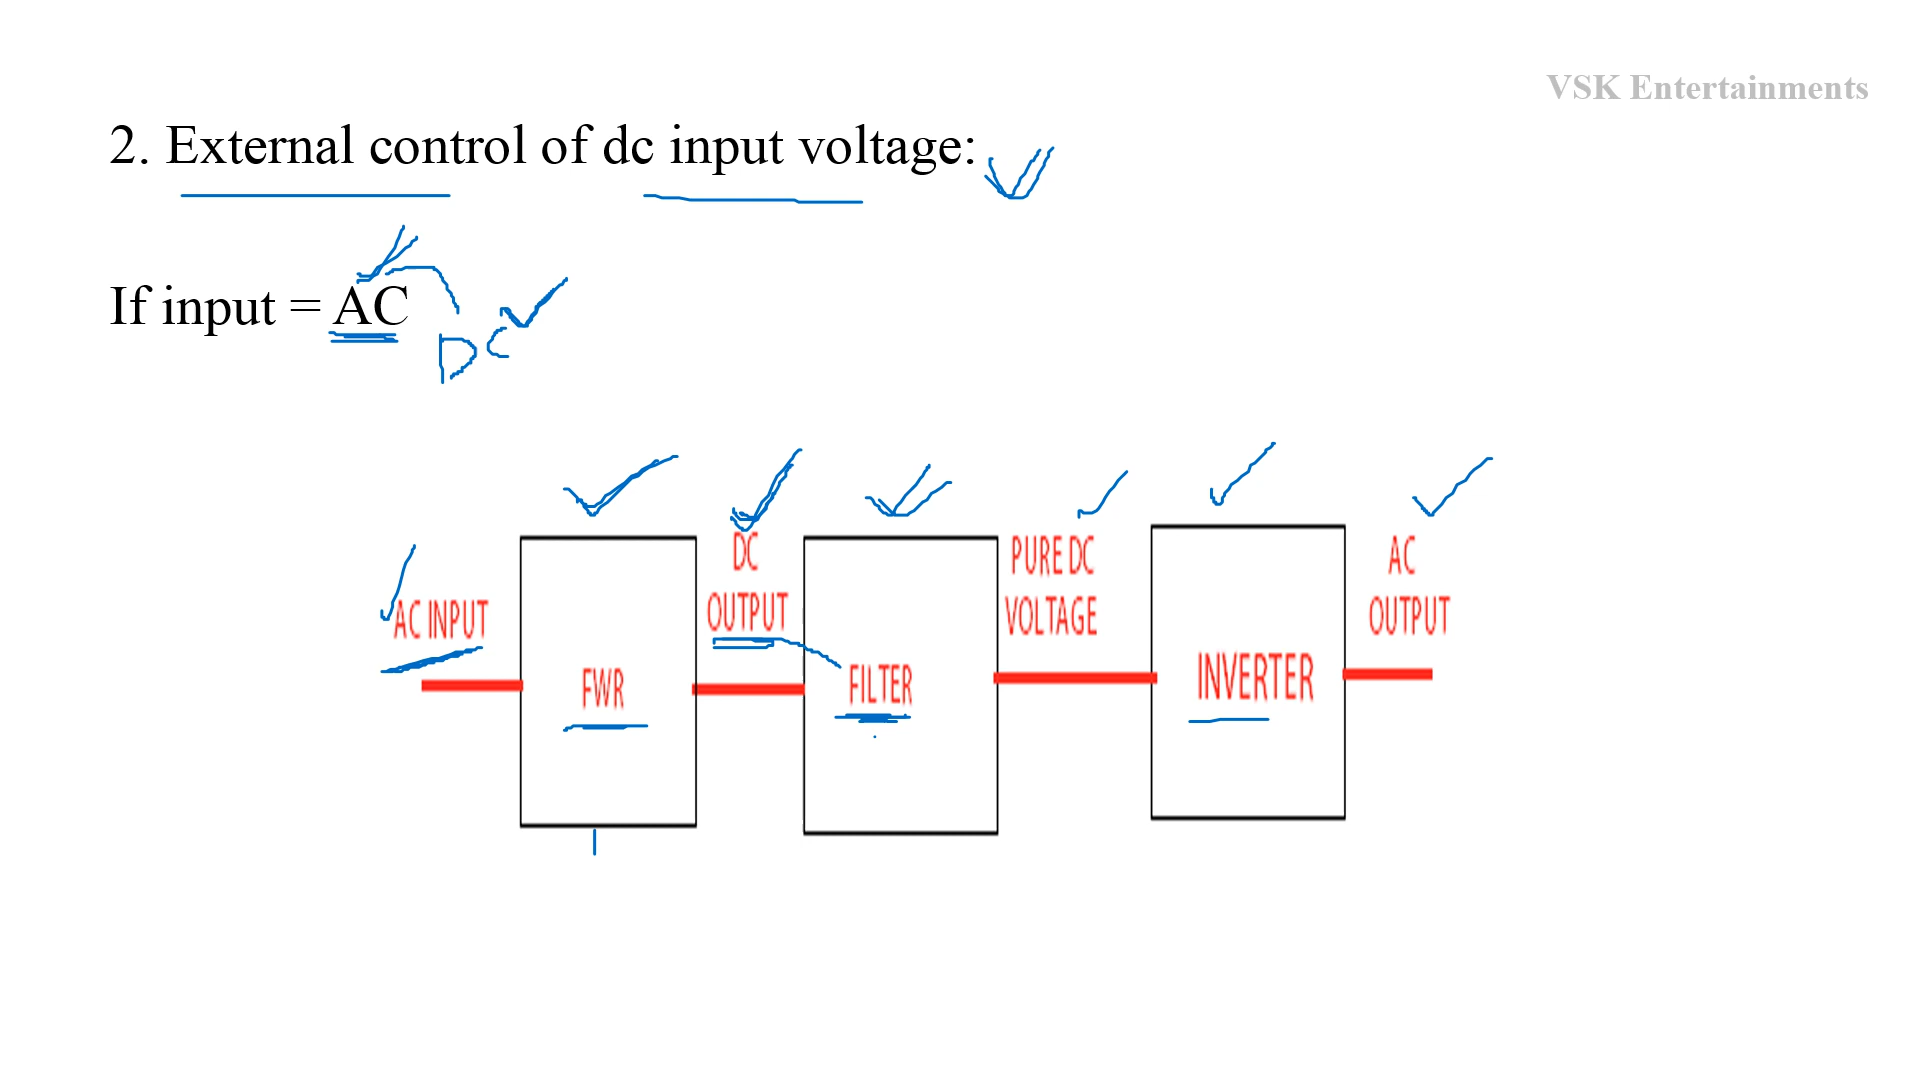 VSK Entertainments
2. External control of dc input voltage:
If input = AC
DC
AC INPUT
FWR
DC
OUTPUT
FILTER
PURE DC
VOLTAGE
INVERTER
AC
OUTPUT